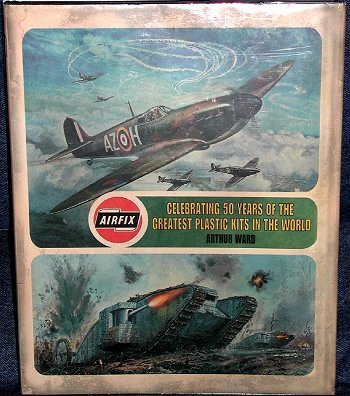 AZ H
AIRFIX
CELEBRATING 50 YEARS OF THE
GREATEST PLASTIC KITS IN THE WORLD
ARTHUR WARD